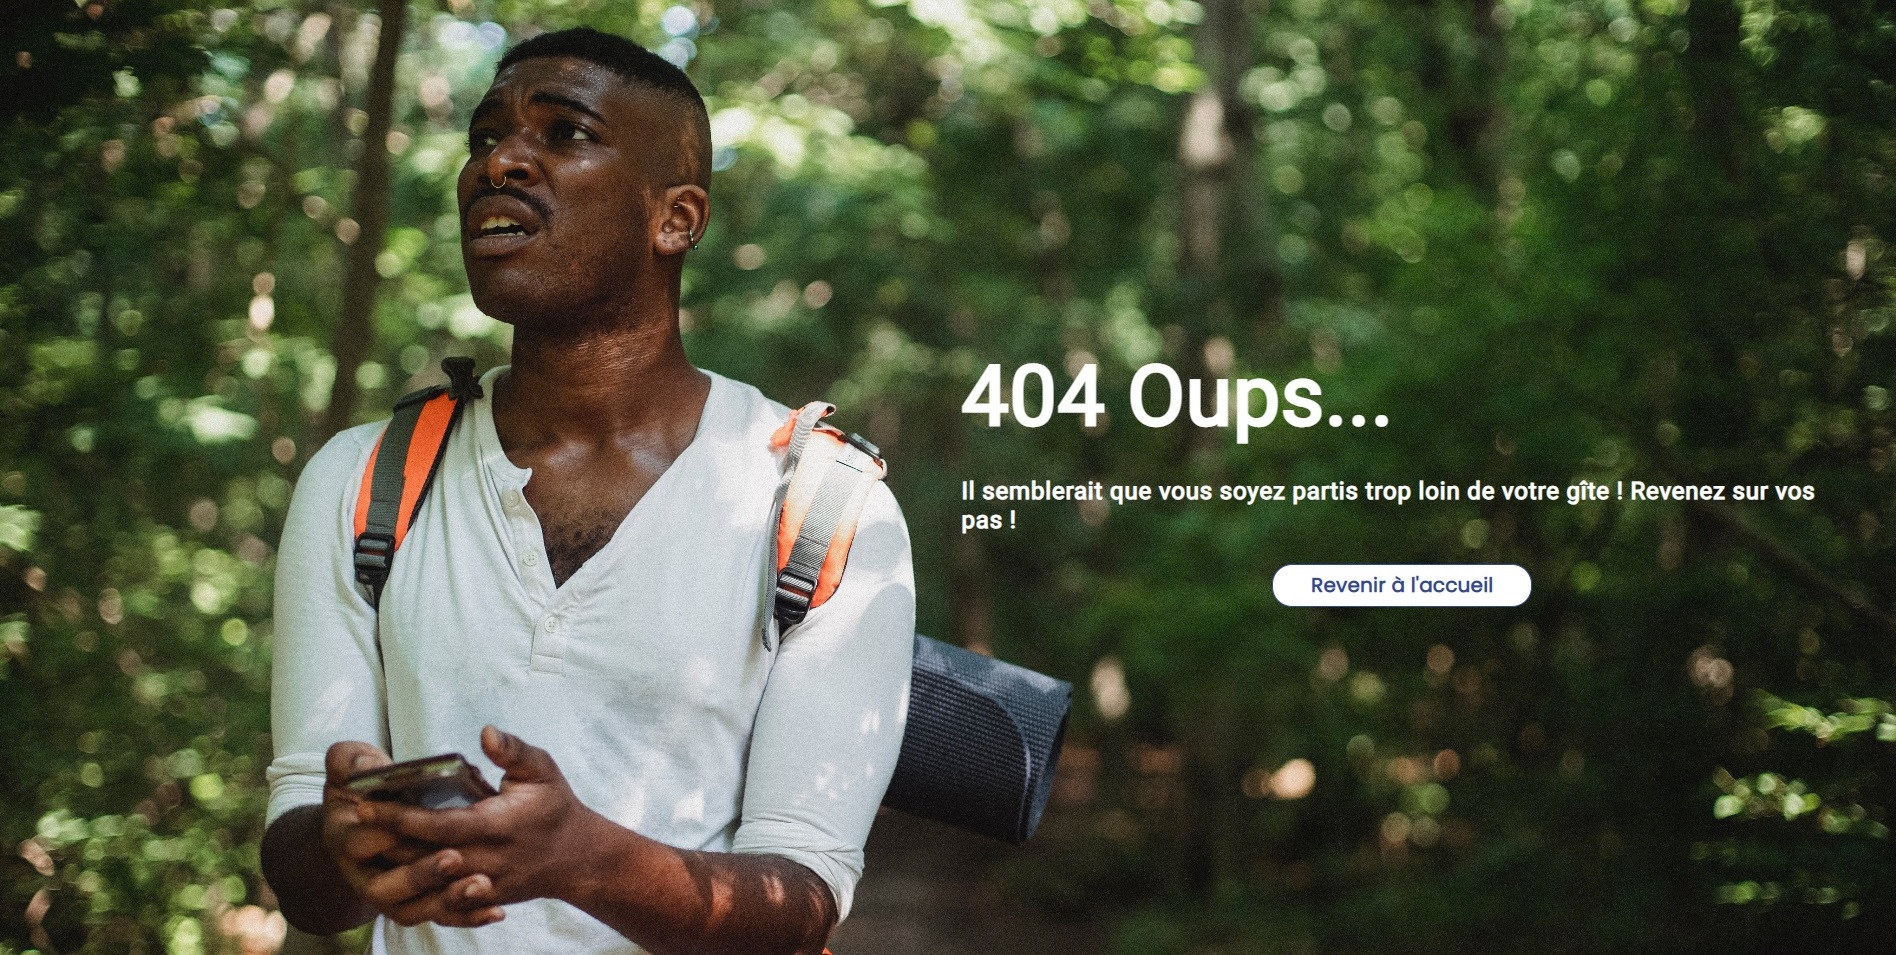 404 Oups...
Il semblerait que vous soyez partis trop loin de votre gîte ! Revenez sur vos
pas !
Revenir à l'accueil